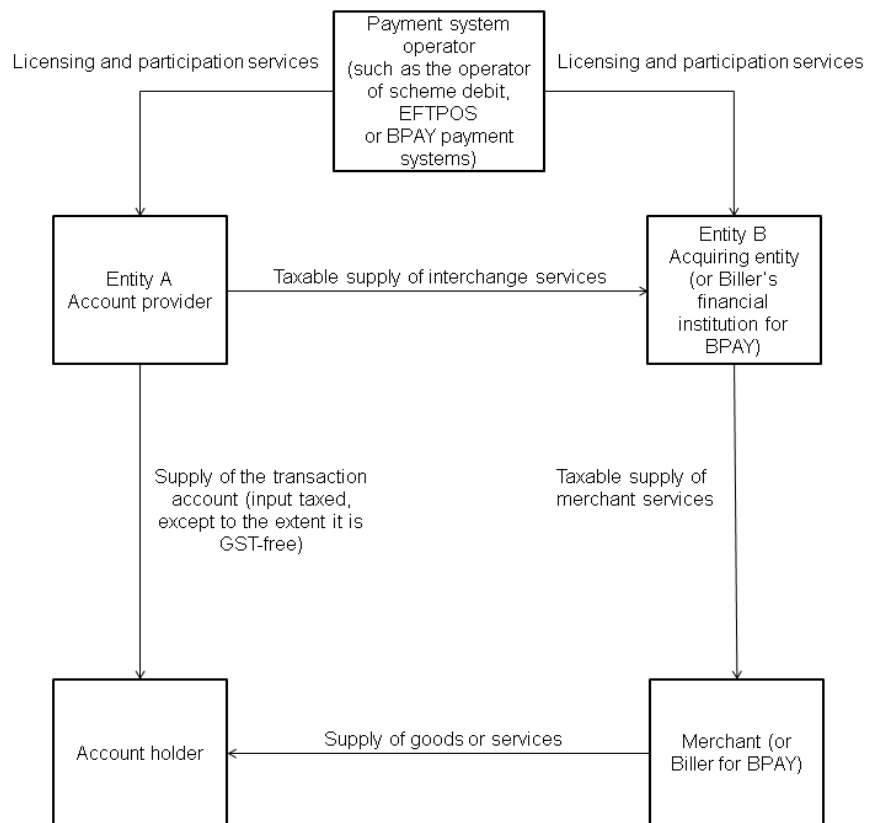 Payment system
operator
(such as the operator
of scheme debit,
EFTPOS
or BPAY payment
systems)
Licensing and participation services
Licensing and participation services
Entity A
Account provider
Taxable supply of interchange services
Entity B
Acquiring entity
(or Biller's
financial
institution for
BPAY)
Supply of the transaction
account (input taxed,
except to the extent it is
GST-free)
Taxable supply of
merchant services
Account holder
Supply of goods or services
Merchant (or
Biller for BPAY)